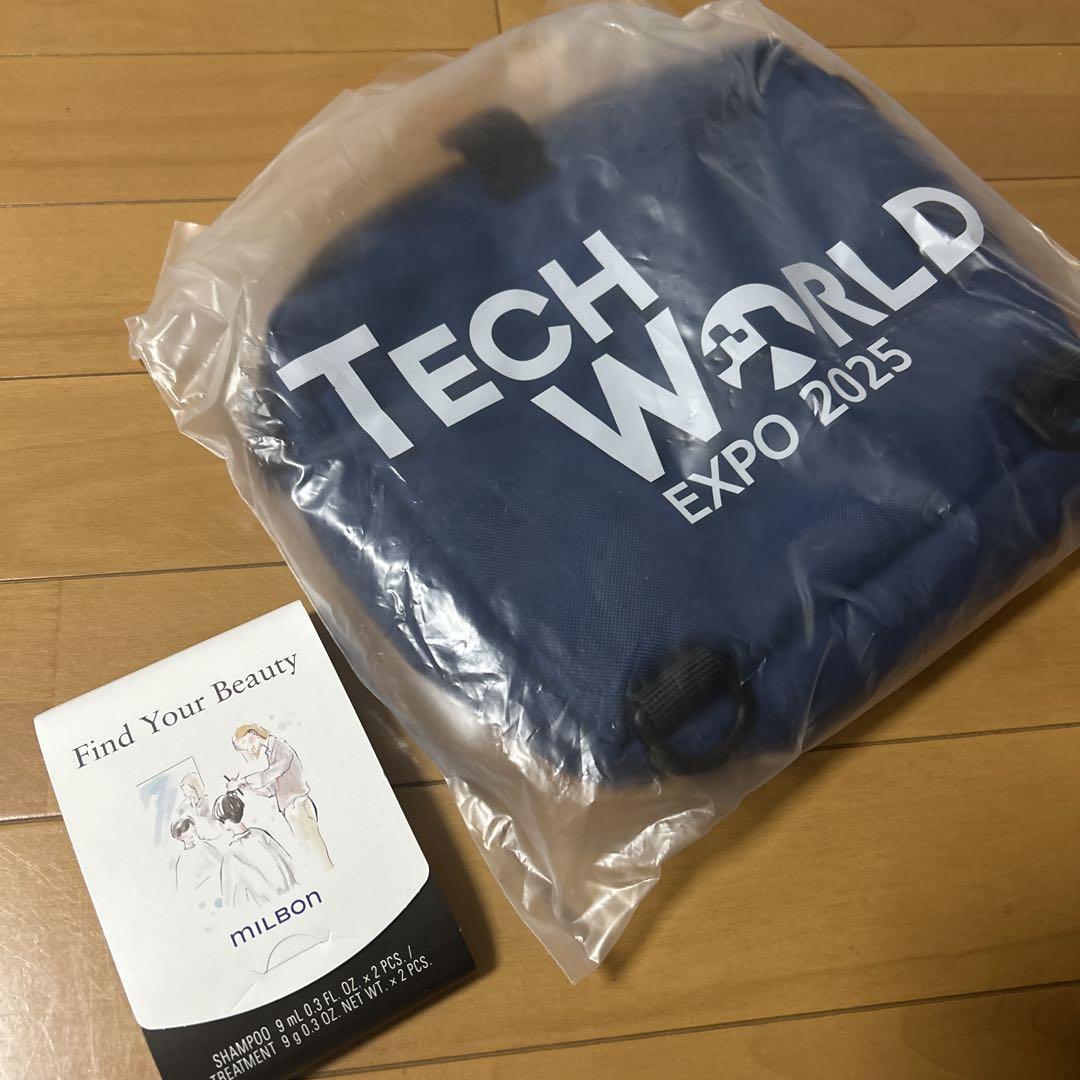 TECH
WORLD
EXPO 2025
Find Your Beauty
MILBON
SHAMPOO 9 mL 0.3 FL. OZ. × 2 PCS. /
TREATMENT 9 g 0.3 OZ. NET WT. × 2 PCS.